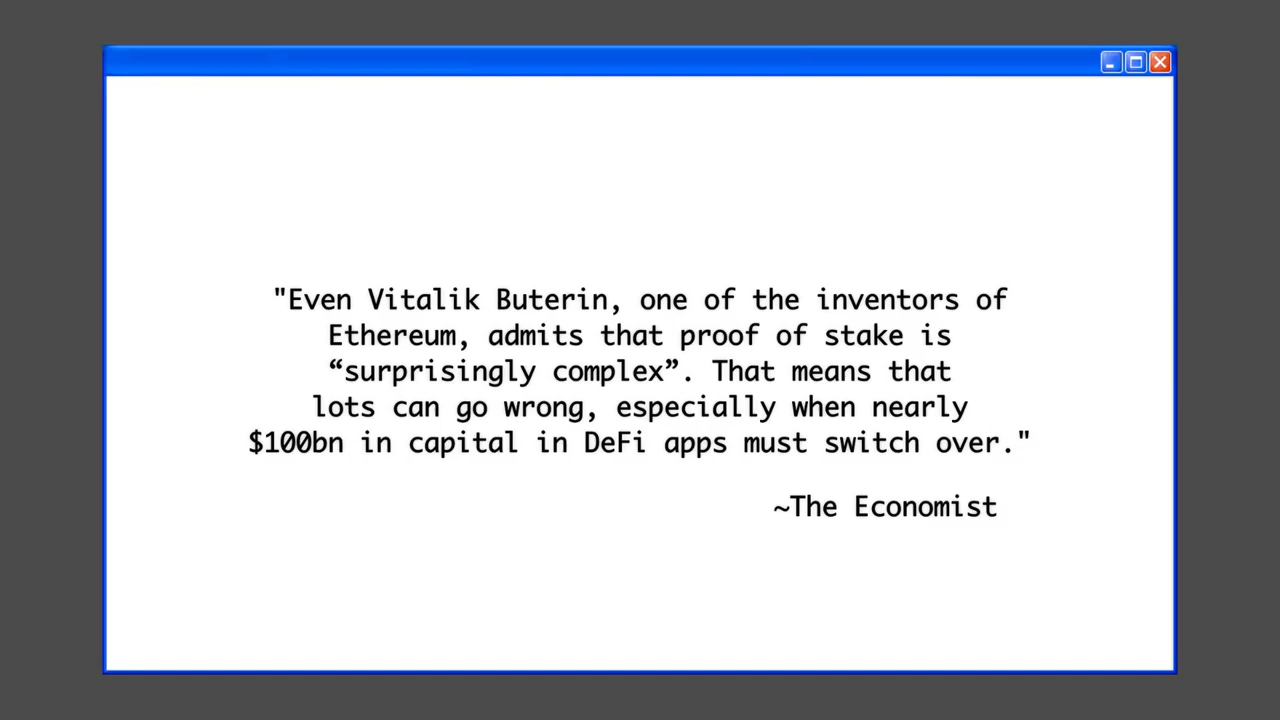 "Even Vitalik Buterin, one of the inventors of
Ethereum, admits that proof of stake is
“surprisingly complex”. That means that
lots can go wrong, especially when nearly
$100bn in capital in DeFi apps must switch over."
~The Economist